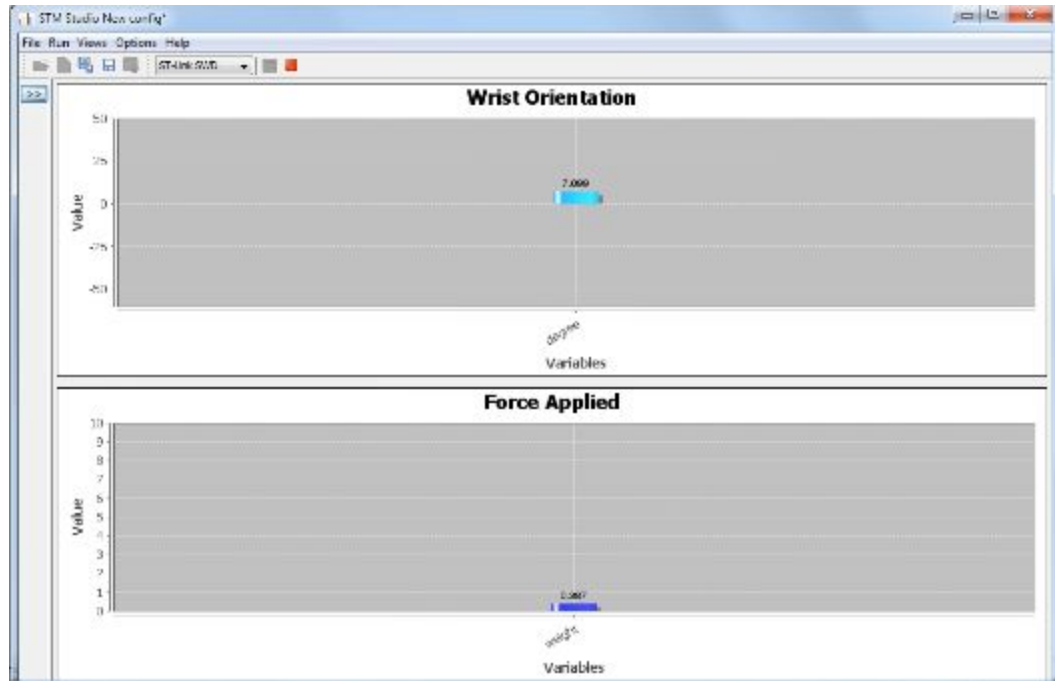 STM Studio New config*
File Run Views Options Help
ST-Link SWD
>>
Wrist Orientation
50
25
0
-25
-50
Value
7.099
degree
Variables
Force Applied
10
9
8
7
6
5
4
3
2
1
0
Value
weight
Variables